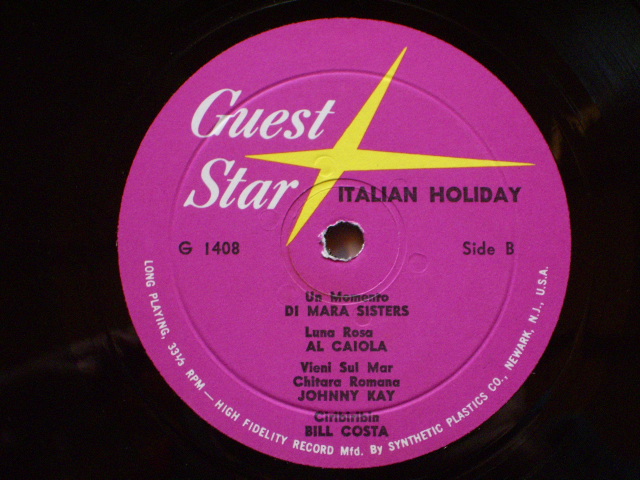 Guest
Star
ITALIAN HOLIDAY
G 1408
Side B
Un Momenro
DI MARA SISTERS
Luna Rosa
AL CAIOLA
Vieni Sul Mar
Chitara Romana
JOHNNY KAY
Ciribiribin
BILL COSTA
LONG PLAYING, 33⅓ RPM — HIGH FIDELITY RECORD Mfd. By SYNTHETIC PLASTICS CO., NEWARK, N.J., U.S.A.